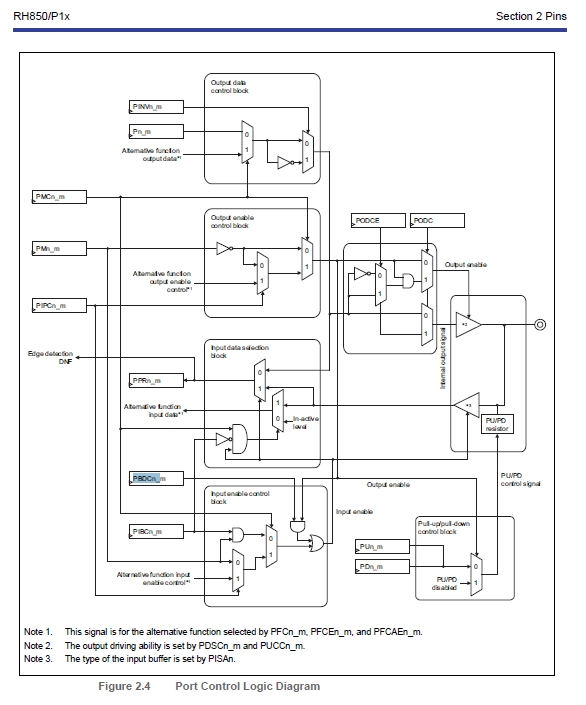 RH850/P1x
Section 2 Pins
Output data
control block
PINVn_m
Pn_m
0
1
0
1
Alternative function
output data*1
PMCn_m
Output enable
control block
PODCE
PODC
PMn_m
0
1
0
1
Alternative function
output enable
control*1
PIPCn_m
0
1
0
1
0
1
Output enable
Internal output signal
*2
Input data selection
block
Edge detection
DNF
PPRn_m
0
1
1
0
Alternative function
input data*1
In-active
level
*3
PU/PD
resistor
PU/PD
control signal
PBDCn_m
Output enable
Input enable control
block
Input enable
PIBCn_m
0
1
0
1
Alternative function input
enable control*1
Pull-up/pull-down
control block
PUn_m
PDn_m
0
1
PU/PD
disabled
Note 1. This signal is for the alternative function selected by PFCn_m, PFCEn_m, and PFCAEn_m.
Note 2. The output driving ability is set by PDSCn_m and PUCCn_m.
Note 3. The type of the input buffer is set by PISAn.
Figure 2.4 Port Control Logic Diagram